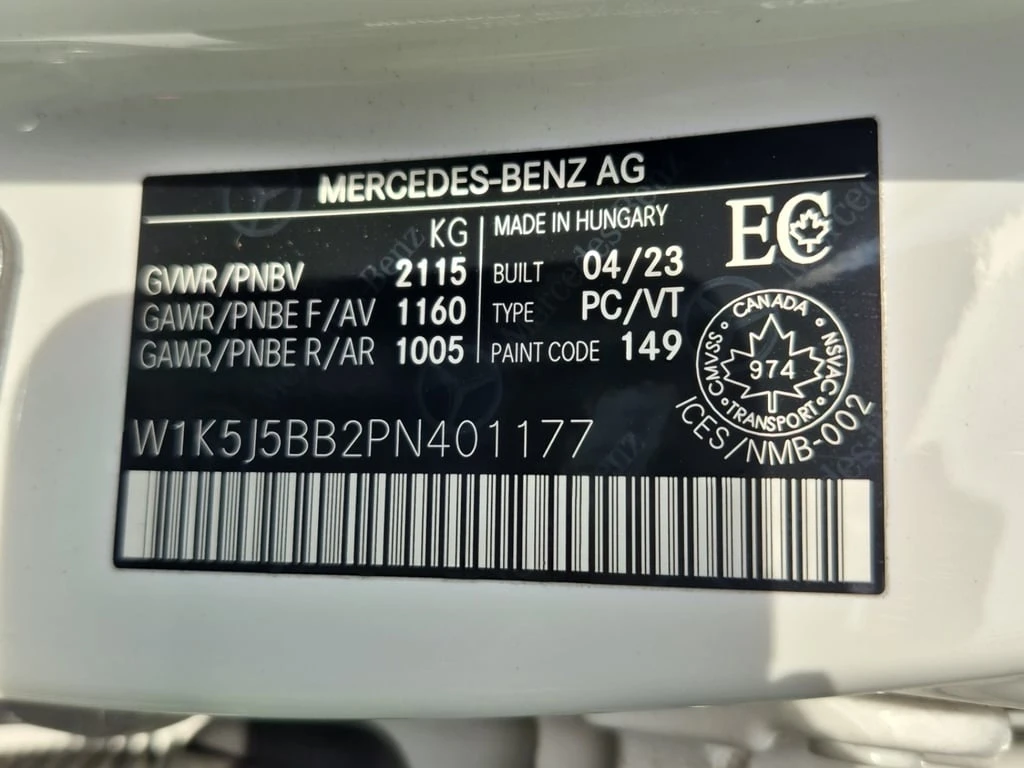 MERCEDES-BENZ AG
KG
GVWR/PNBV 2115
GAWR/PNBE F/AV 1160
GAWR/PNBE R/AR 1005
MADE IN HUNGARY
BUILT 04/23
TYPE PC/VT
PAINT CODE 149
EC
CANADA
CMVSS NSVAC
974
TRANSPORT
ICES/NMB-002
W1K5J5BB2PN401177